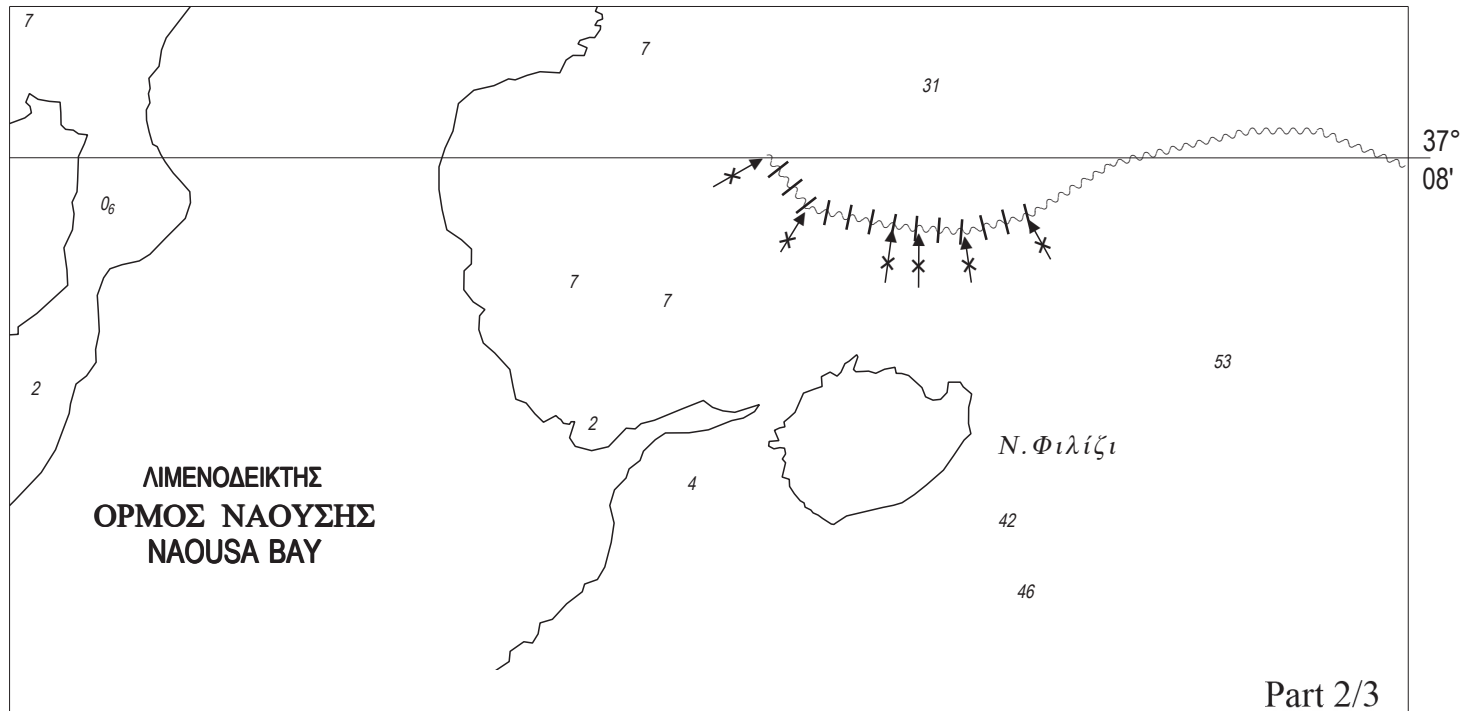 7
7
31
37°
08'
0₆
7
7
53
2
2
Ν. Φιλίζι
ΛΙΜΕΝΟΔΕΙΚΤΗΣ
4
ΟΡΜΟΣ ΝΑΟΥΣΗΣ
42
NAOUSA BAY
46
Part 2/3